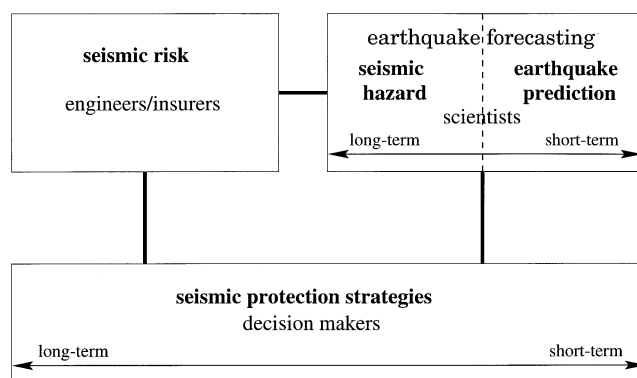 seismic risk
engineers/insurers
earthquake forecasting
seismic hazard
earthquake prediction
scientists
long-term
short-term
seismic protection strategies
decision makers
long-term
short-term